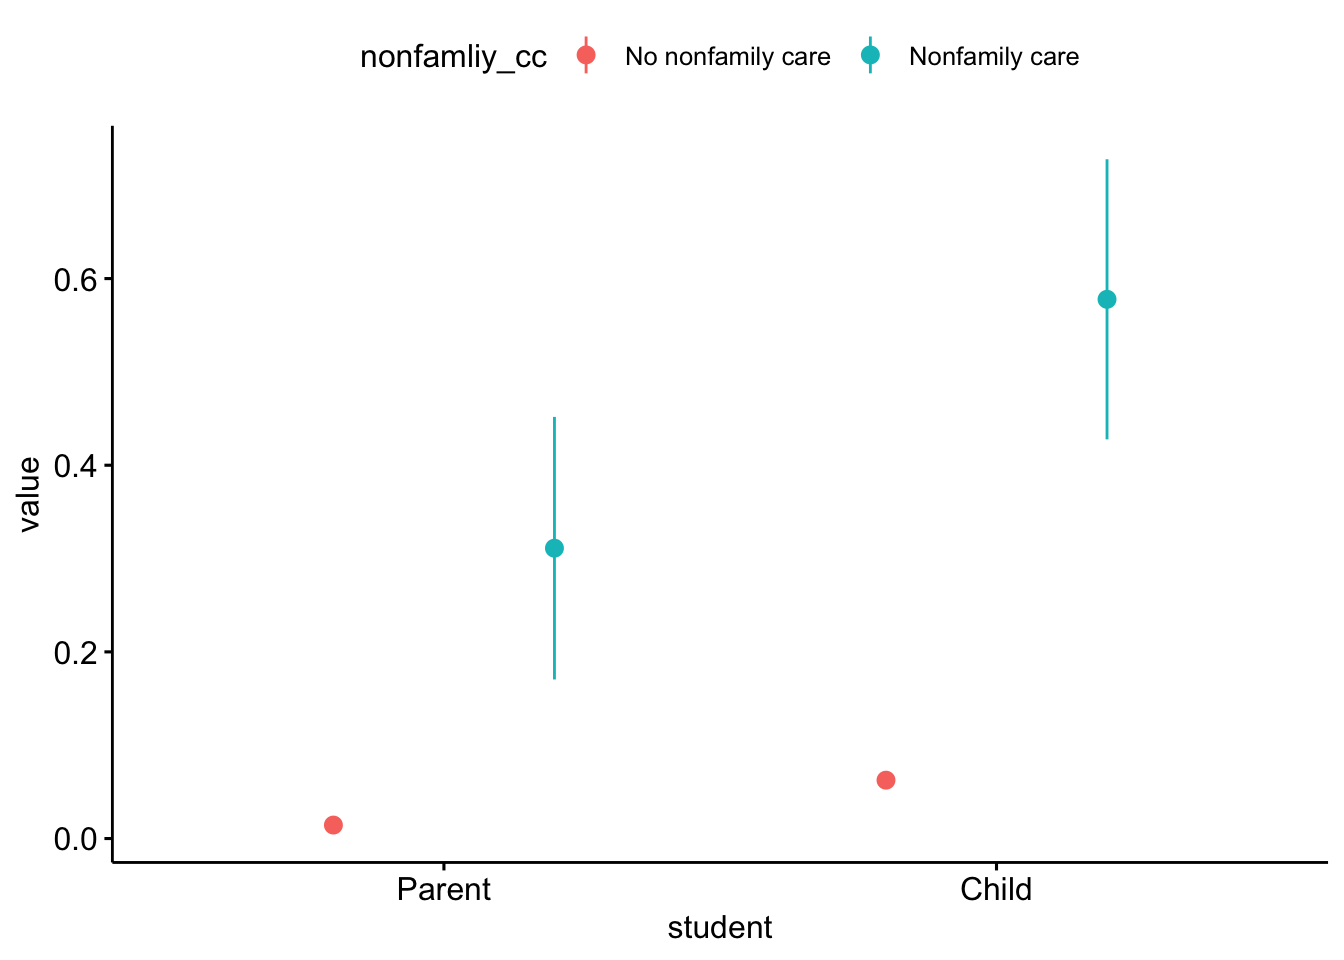 nonfamliy_cc No nonfamily care Nonfamily care
value
0.6
0.4
0.2
0.0
Parent Child
student